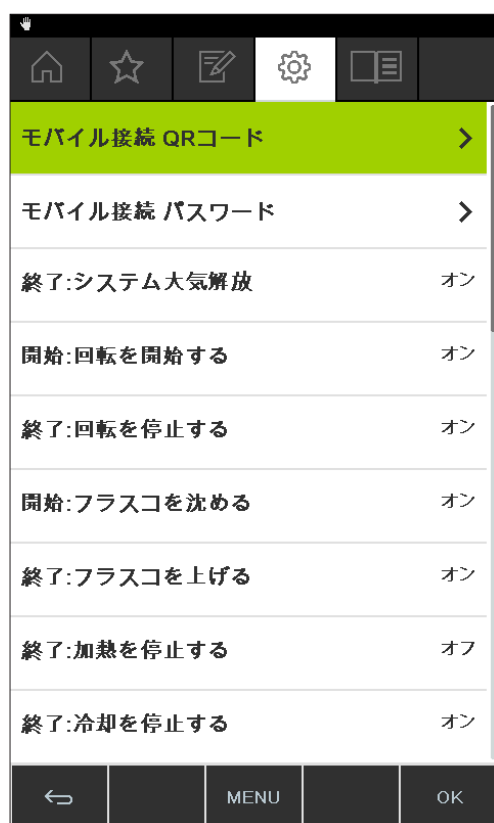 モバイル接続 QRコード
モバイル接続 パスワード
終了:システム大気解放 オン
開始:回転を開始する オン
終了:回転を停止する オン
開始:フラスコを沈める オン
終了:フラスコを上げる オン
終了:加熱を停止する オフ
終了:冷却を停止する オン
MENU OK